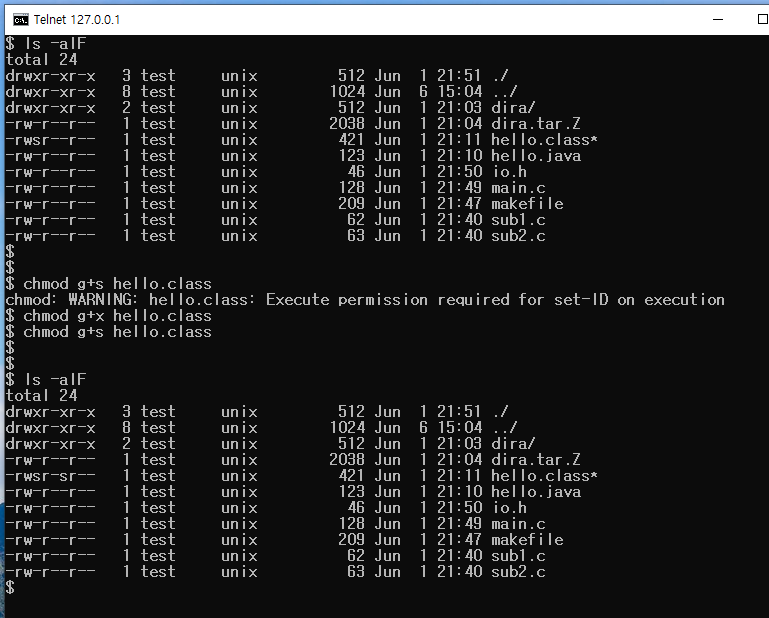 Telnet 127.0.0.1
$ ls -alF
total 24
drwxr-xr-x   3 test     unix         512 Jun  1 21:51 ./
drwxr-xr-x   8 test     unix        1024 Jun  6 15:04 ../
drwxr-xr-x   2 test     unix         512 Jun  1 21:03 dira/
-rw-r--r--   1 test     unix        2038 Jun  1 21:04 dira.tar.Z
-rwsr--r--   1 test     unix         421 Jun  1 21:11 hello.class*
-rw-r--r--   1 test     unix         123 Jun  1 21:10 hello.java
-rw-r--r--   1 test     unix          46 Jun  1 21:50 io.h
-rw-r--r--   1 test     unix         128 Jun  1 21:49 main.c
-rw-r--r--   1 test     unix         209 Jun  1 21:47 makefile
-rw-r--r--   1 test     unix          62 Jun  1 21:40 sub1.c
-rw-r--r--   1 test     unix          63 Jun  1 21:40 sub2.c
$
$
$ chmod g+s hello.class
chmod: WARNING: hello.class: Execute permission required for set-ID on execution
$ chmod g+x hello.class
$ chmod g+s hello.class
$
$
$ ls -alF
total 24
drwxr-xr-x   3 test     unix         512 Jun  1 21:51 ./
drwxr-xr-x   8 test     unix        1024 Jun  6 15:04 ../
drwxr-xr-x   2 test     unix         512 Jun  1 21:03 dira/
-rw-r--r--   1 test     unix        2038 Jun  1 21:04 dira.tar.Z
-rwsr-sr--   1 test     unix         421 Jun  1 21:11 hello.class*
-rw-r--r--   1 test     unix         123 Jun  1 21:10 hello.java
-rw-r--r--   1 test     unix          46 Jun  1 21:50 io.h
-rw-r--r--   1 test     unix         128 Jun  1 21:49 main.c
-rw-r--r--   1 test     unix         209 Jun  1 21:47 makefile
-rw-r--r--   1 test     unix          62 Jun  1 21:40 sub1.c
-rw-r--r--   1 test     unix          63 Jun  1 21:40 sub2.c
$